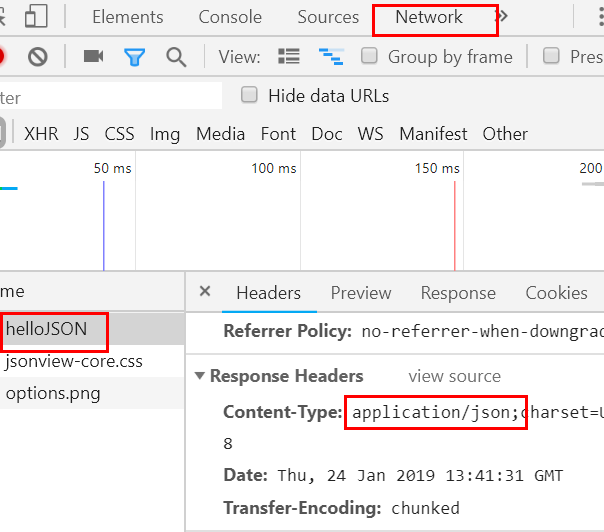 Elements Console Sources Network
View: Group by frame
Hide data URLs
XHR JS CSS Img Media Font Doc WS Manifest Other
50 ms 100 ms 150 ms 200
Headers Preview Response Cookies
helloJSON
jsonview-core.css
options.png
Referrer Policy: no-referrer-when-downgrad
Response Headers view source
Content-Type: application/json;charset=U
8
Date: Thu, 24 Jan 2019 13:41:31 GMT
Transfer-Encoding: chunked